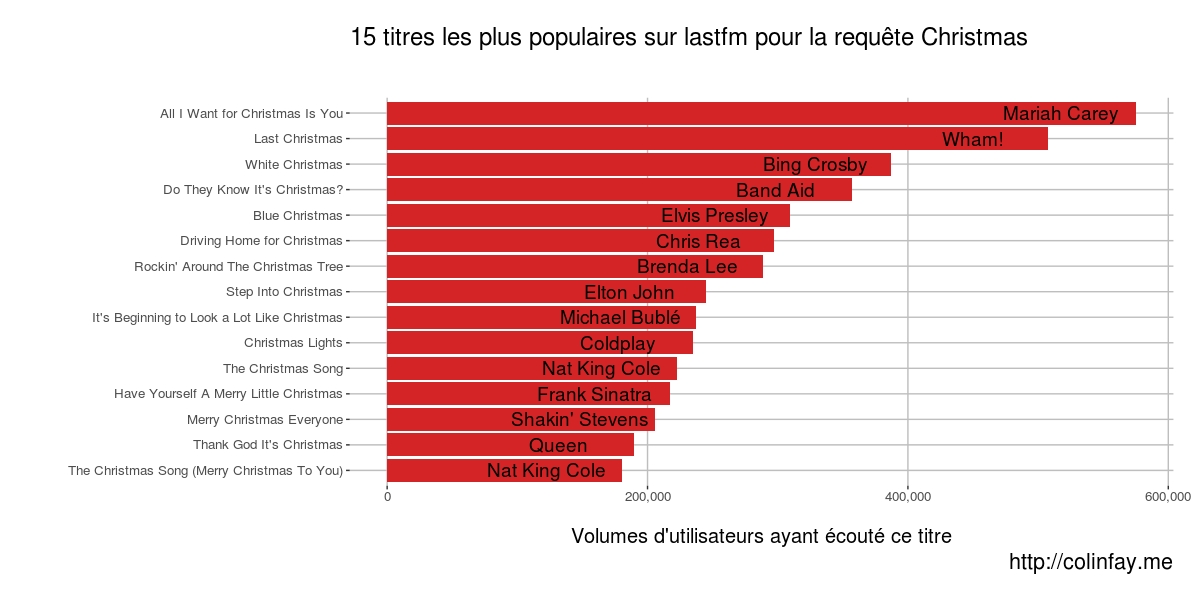 15 titres les plus populaires sur lastfm pour la requête Christmas
All I Want for Christmas Is You Mariah Carey
Last Christmas Wham!
White Christmas Bing Crosby
Do They Know It's Christmas? Band Aid
Blue Christmas Elvis Presley
Driving Home for Christmas Chris Rea
Rockin' Around The Christmas Tree Brenda Lee
Step Into Christmas Elton John
It's Beginning to Look a Lot Like Christmas Michael Bublé
Christmas Lights Coldplay
The Christmas Song Nat King Cole
Have Yourself A Merry Little Christmas Frank Sinatra
Merry Christmas Everyone Shakin' Stevens
Thank God It's Christmas Queen
The Christmas Song (Merry Christmas To You) Nat King Cole
0 200,000 400,000 600,000
Volumes d'utilisateurs ayant écouté ce titre
http://colinfay.me